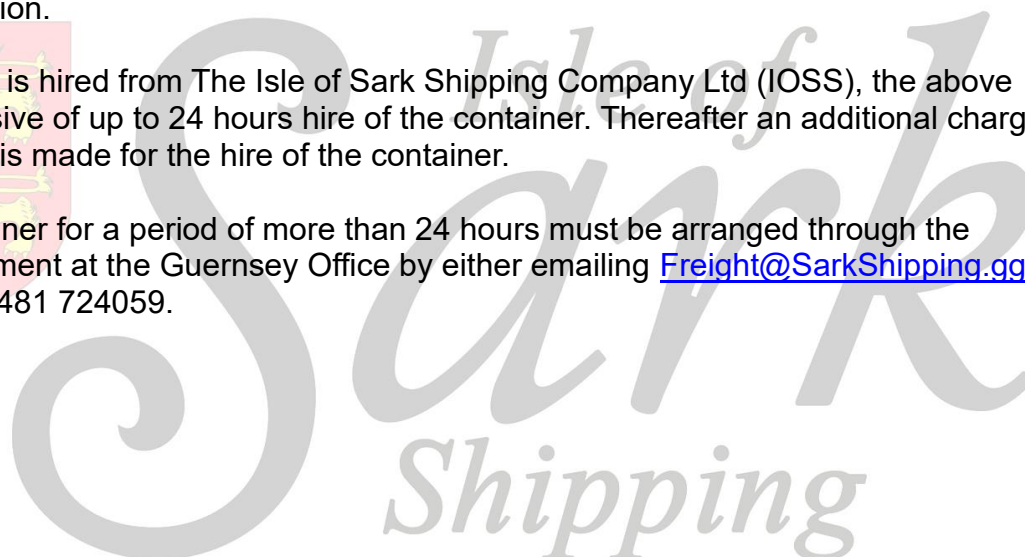 ion.
is hired from The Isle of Sark Shipping Company Ltd (IOSS), the above
sive of up to 24 hours hire of the container. Thereafter an additional charg
is made for the hire of the container.
ner for a period of more than 24 hours must be arranged through the
ment at the Guernsey Office by either emailing Freight@SarkShipping.gg
481 724059.
Isle of
Sark
Shipping